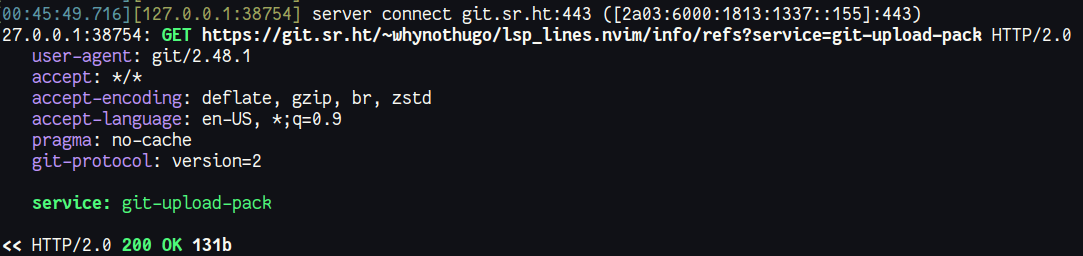 00:45:49.716][127.0.0.1:38754] server connect git.sr.ht:443 ([2a03:6000:1813:1337::155]:443)
27.0.0.1:38754: GET https://git.sr.ht/~whynothugo/lsp_lines.nvim/info/refs?service=git-upload-pack HTTP/2.0
user-agent: git/2.48.1
accept: */*
accept-encoding: deflate, gzip, br, zstd
accept-language: en-US, *;q=0.9
pragma: no-cache
git-protocol: version=2
service: git-upload-pack
<< HTTP/2.0 200 OK 131b